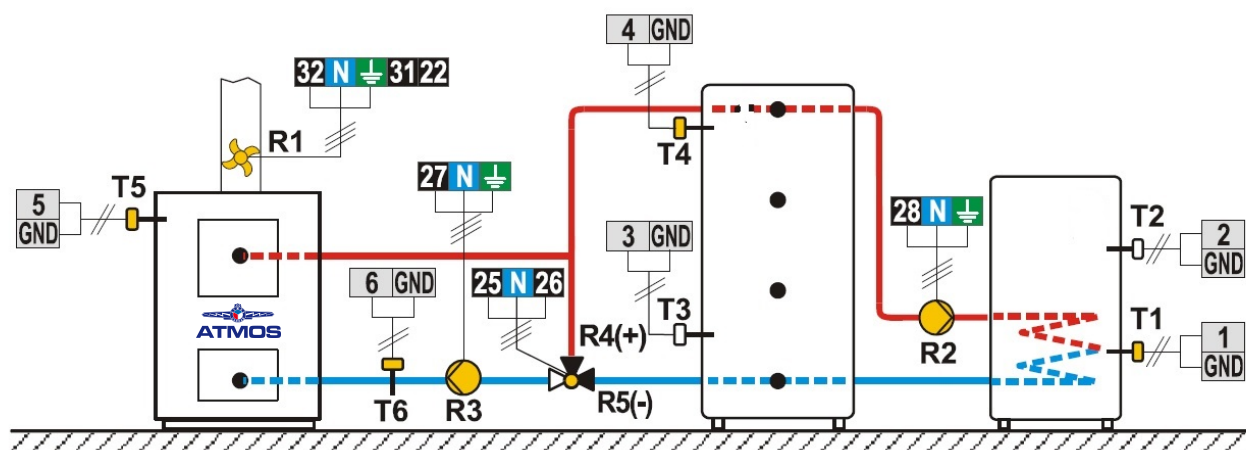 4 GND
32 N 31 22
R1
T4
27 N
T5
5
GND
28 N
T2
2
GND
3 GND
6 GND
25 N 26
T3
T1
1
GND
ATMOS
R4(+)
R2
T6
R3
R5(-)